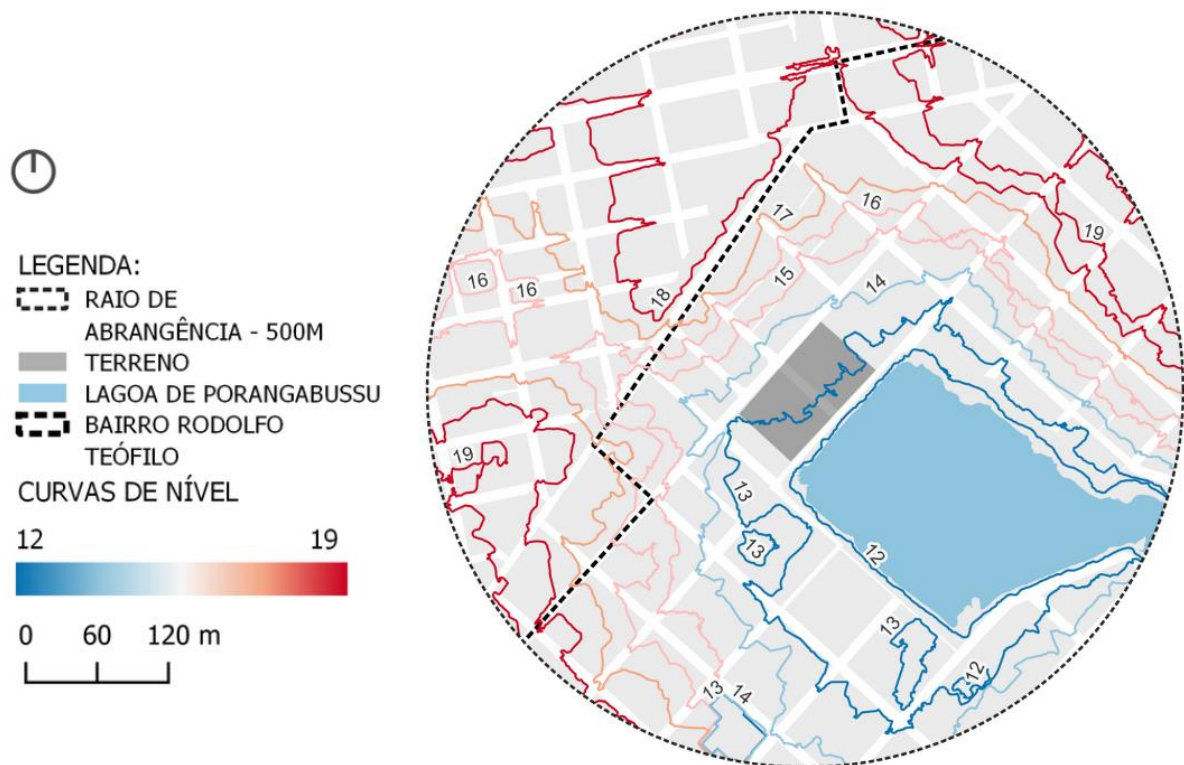 LEGENDA:
RAIO DE
ABRANGÊNCIA - 500M
TERRENO
LAGOA DE PORANGABUSSU
BAIRRO RODOLFO
TEÓFILO
CURVAS DE NÍVEL
12 19
0 60 120 m
17
16
19
16
16
15
14
18
19
13
13
12
13
12
13
14